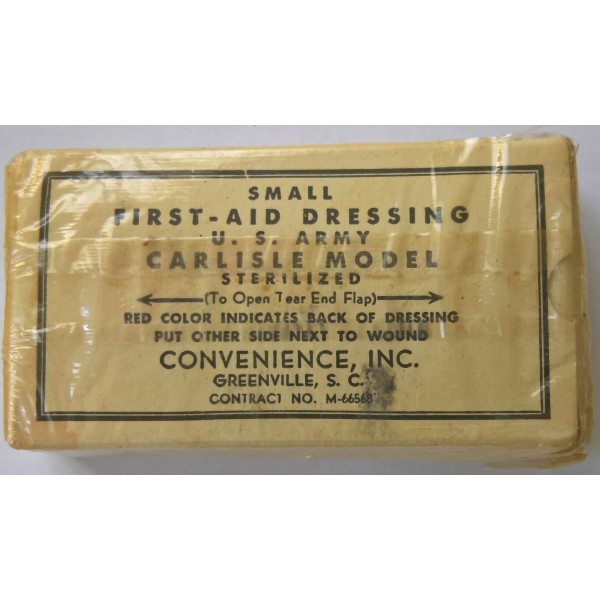 SMALL
FIRST-AID DRESSING
U. S. ARMY
CARLISLE MODEL
STERILIZED
(To Open Tear End Flap)
RED COLOR INDICATES BACK OF DRESSING
PUT OTHER SIDE NEXT TO WOUND
CONVENIENCE, INC.
GREENVILLE, S. C.
CONTRACT NO. M-66568